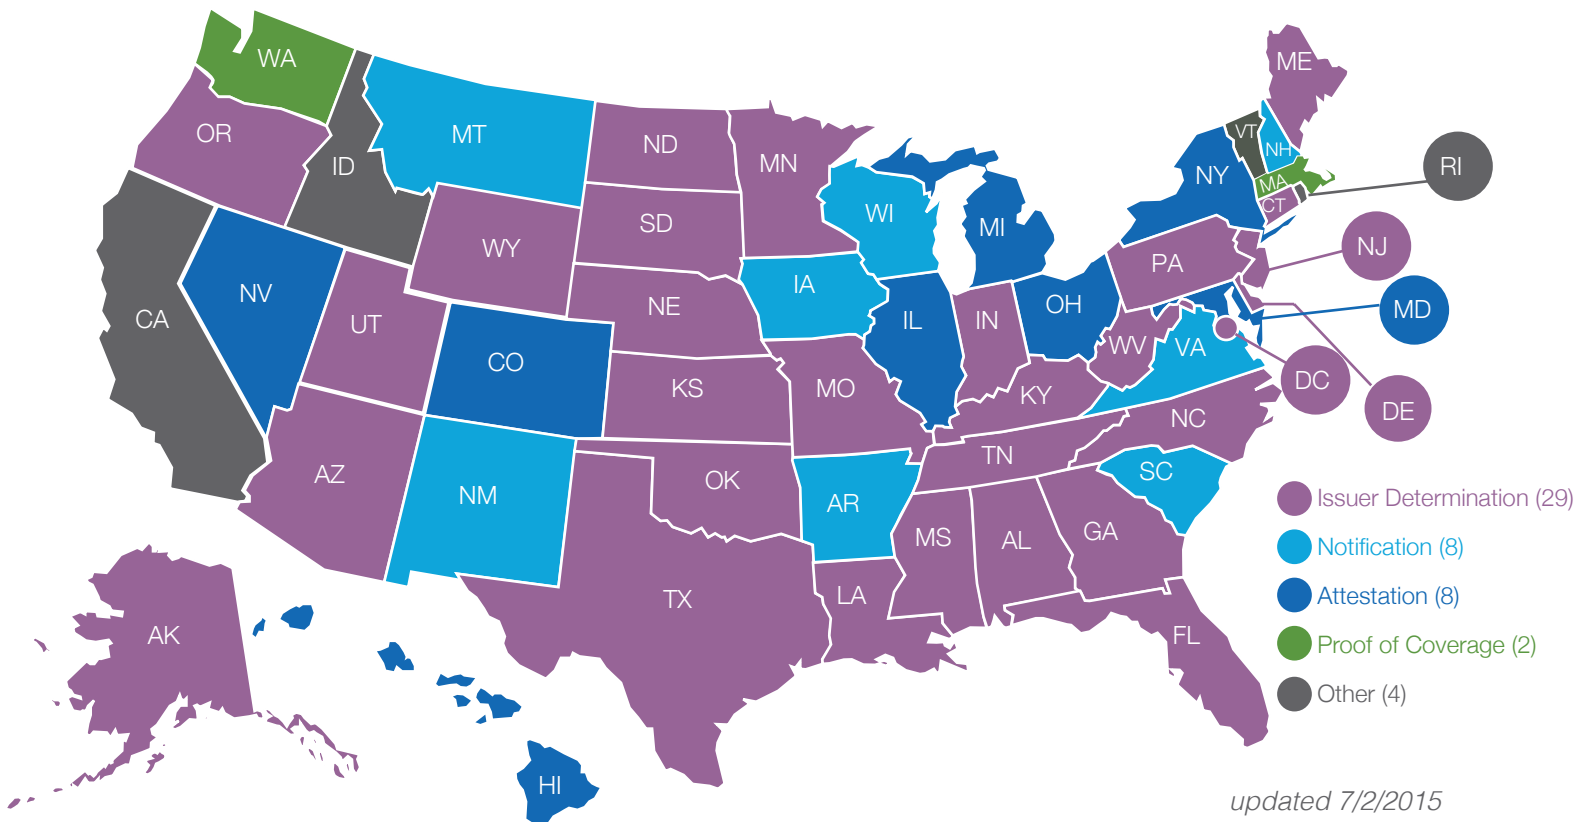 WA
ME
MT
OR
ND
VT
MN
NH
ID
RI
NY
MA
CT
WI
SD
MI
WY
NJ
PA
IA
NV
NE
OH
MD
CA
UT
IL
IN
WV
VA
CO
DC
KS
MO
KY
DE
NC
TN
SC
AZ
OK
NM
AR
Issuer Determination (29)
GA
MS
AL
Notification (8)
LA
TX
Attestation (8)
AK
FL
Proof of Coverage (2)
Other (4)
HI
updated 7/2/2015